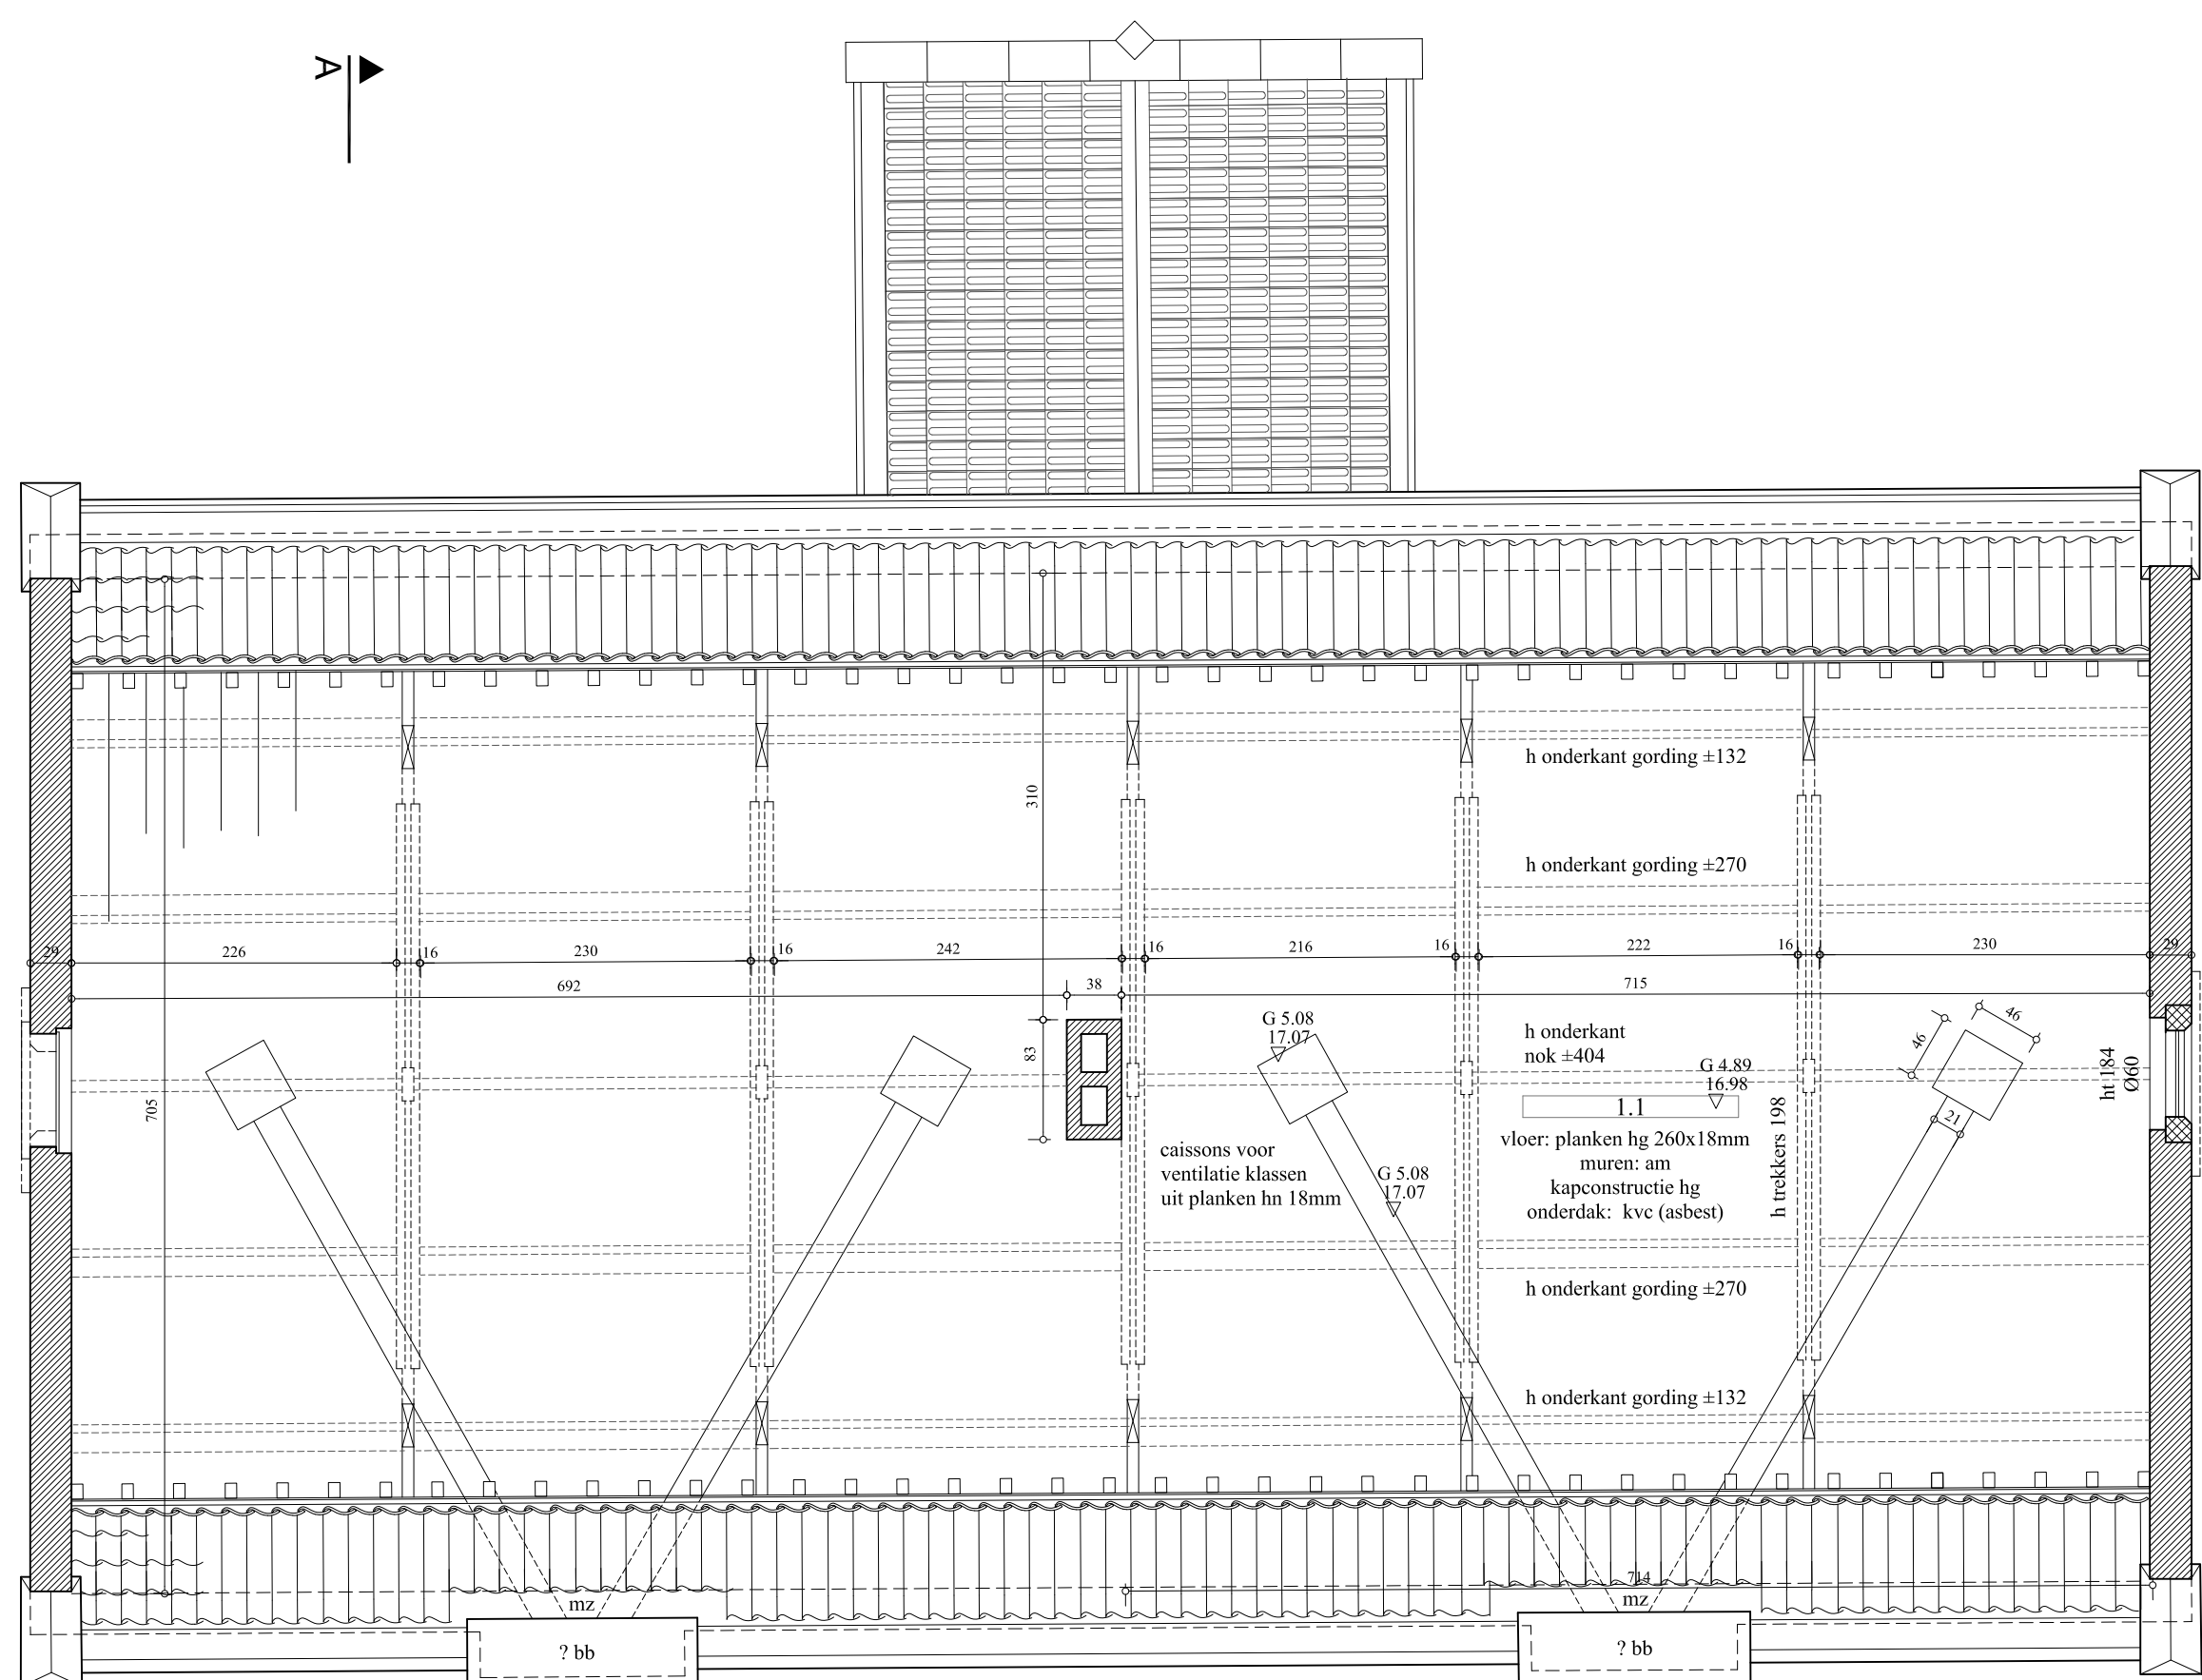 A
310
h onderkant gording ±132
h onderkant gording ±270
29
226
16
230
16
242
16
216
16
222
16
230
29
692
38
715
83
705
G 5.08
17.07
h onderkant
nok ±404
G 4.89
16.98
46
46
21
ht 184
Ø60
1.1
vloer: planken hg 260x18mm
muren: am
kapconstructie hg
onderdak: kvc (asbest)
h trekkers 198
caissons voor
ventilatie klassen
uit planken hn 18mm
G 5.08
17.07
h onderkant gording ±270
h onderkant gording ±132
714
mz
mz
? bb
? bb